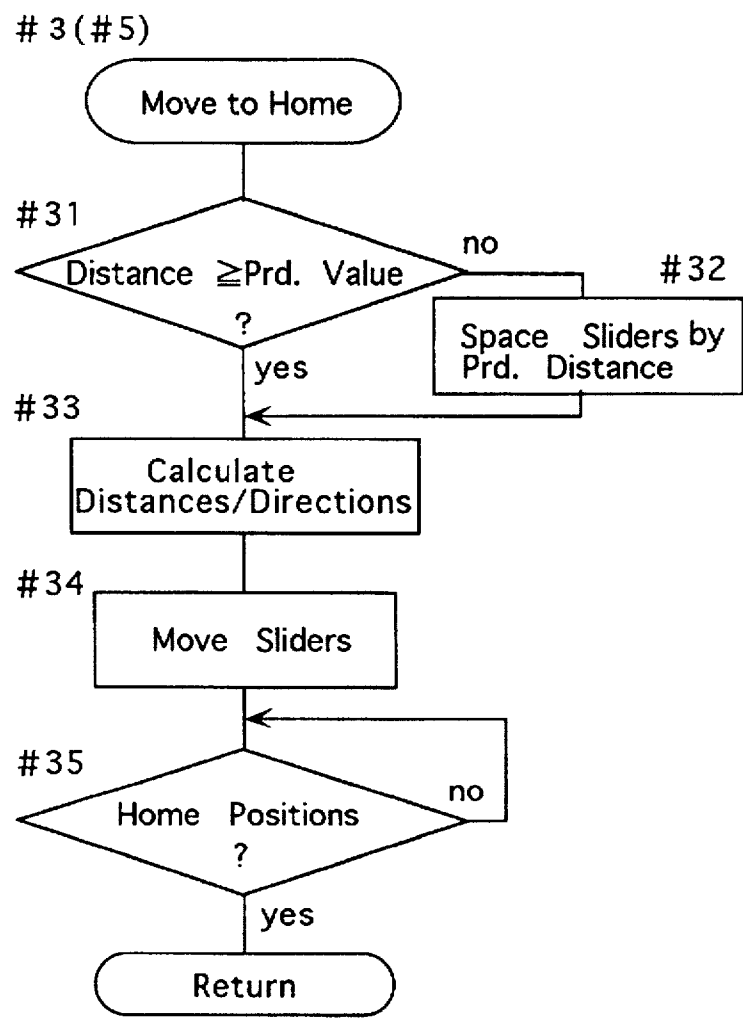 # 3(#5)
Move to Home
#31
Distance ≧Prd. Value
?
no
#32
Space Sliders by
Prd. Distance
yes
#33
Calculate
Distances/Directions
#34
Move Sliders
#35
Home Positions
?
no
yes
Return